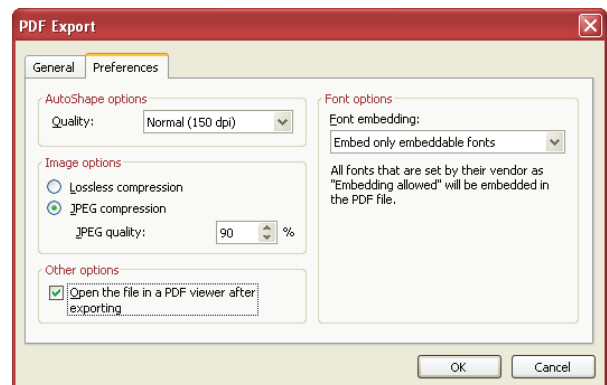 PDF Export
General
Preferences
AutoShape options
Quality:
Normal (150 dpi)
Image options
Lossless compression
JPEG compression
JPEG quality:
90
%
Other options
Open the file in a PDF viewer after
exporting
Font options
Font embedding:
Embed only embeddable fonts
All fonts that are set by their vendor as
"Embedding allowed" will be embedded in
the PDF file.
OK
Cancel